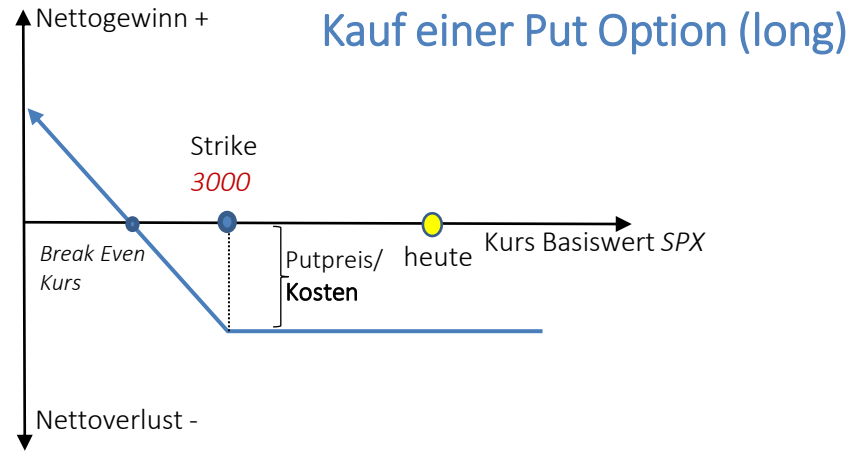 Nettogewinn +
Kauf einer Put Option (long)
Strike
3000
Break Even
Kurs
Putpreis/
Kosten
heute
Kurs Basiswert SPX
Nettoverlust -